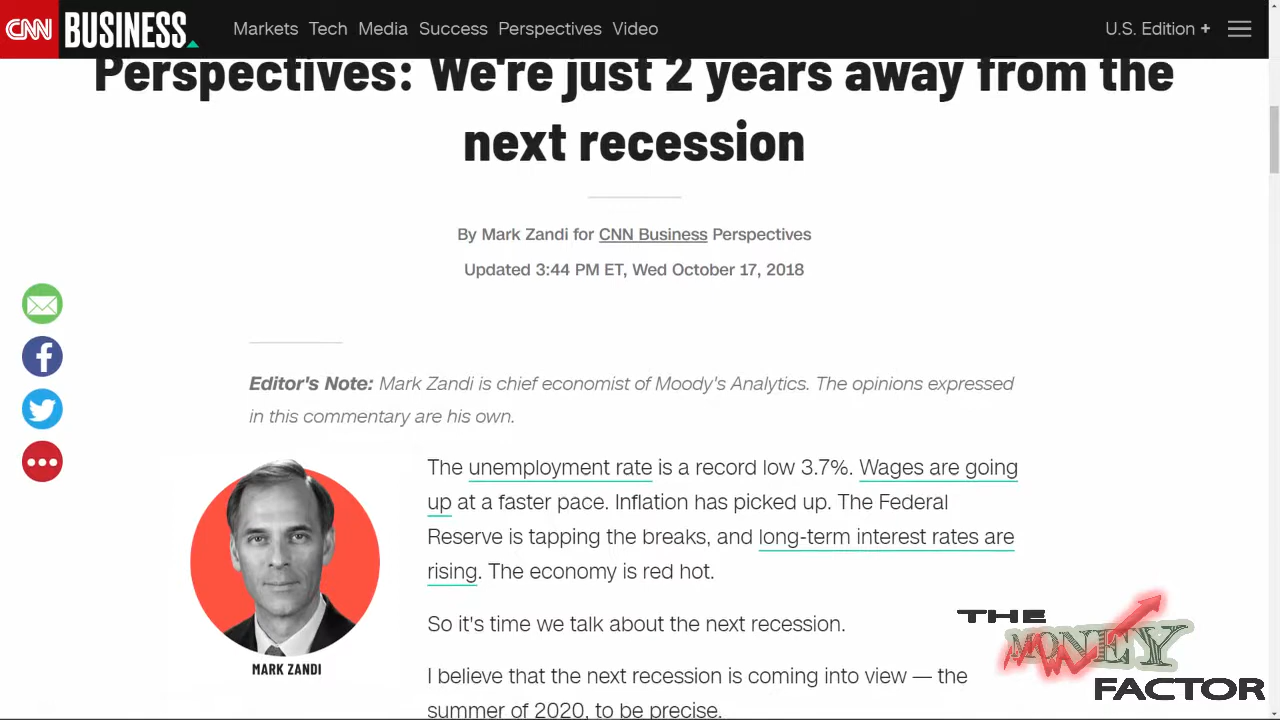 CNN BUSINESS Markets Tech Media Success Perspectives Video U.S. Edition +
Perspectives: We're just 2 years away from the
next recession
By Mark Zandi for CNN Business Perspectives
Updated 3:44 PM ET, Wed October 17, 2018
Editor's Note: Mark Zandi is chief economist of Moody's Analytics. The opinions expressed
in this commentary are his own.
The unemployment rate is a record low 3.7%. Wages are going
up at a faster pace. Inflation has picked up. The Federal
Reserve is tapping the breaks, and long-term interest rates are
rising. The economy is red hot.
So it's time we talk about the next recession.
MARK ZANDI
I believe that the next recession is coming into view — the
summer of 2020, to be precise.
THE
MONEY
FACTOR